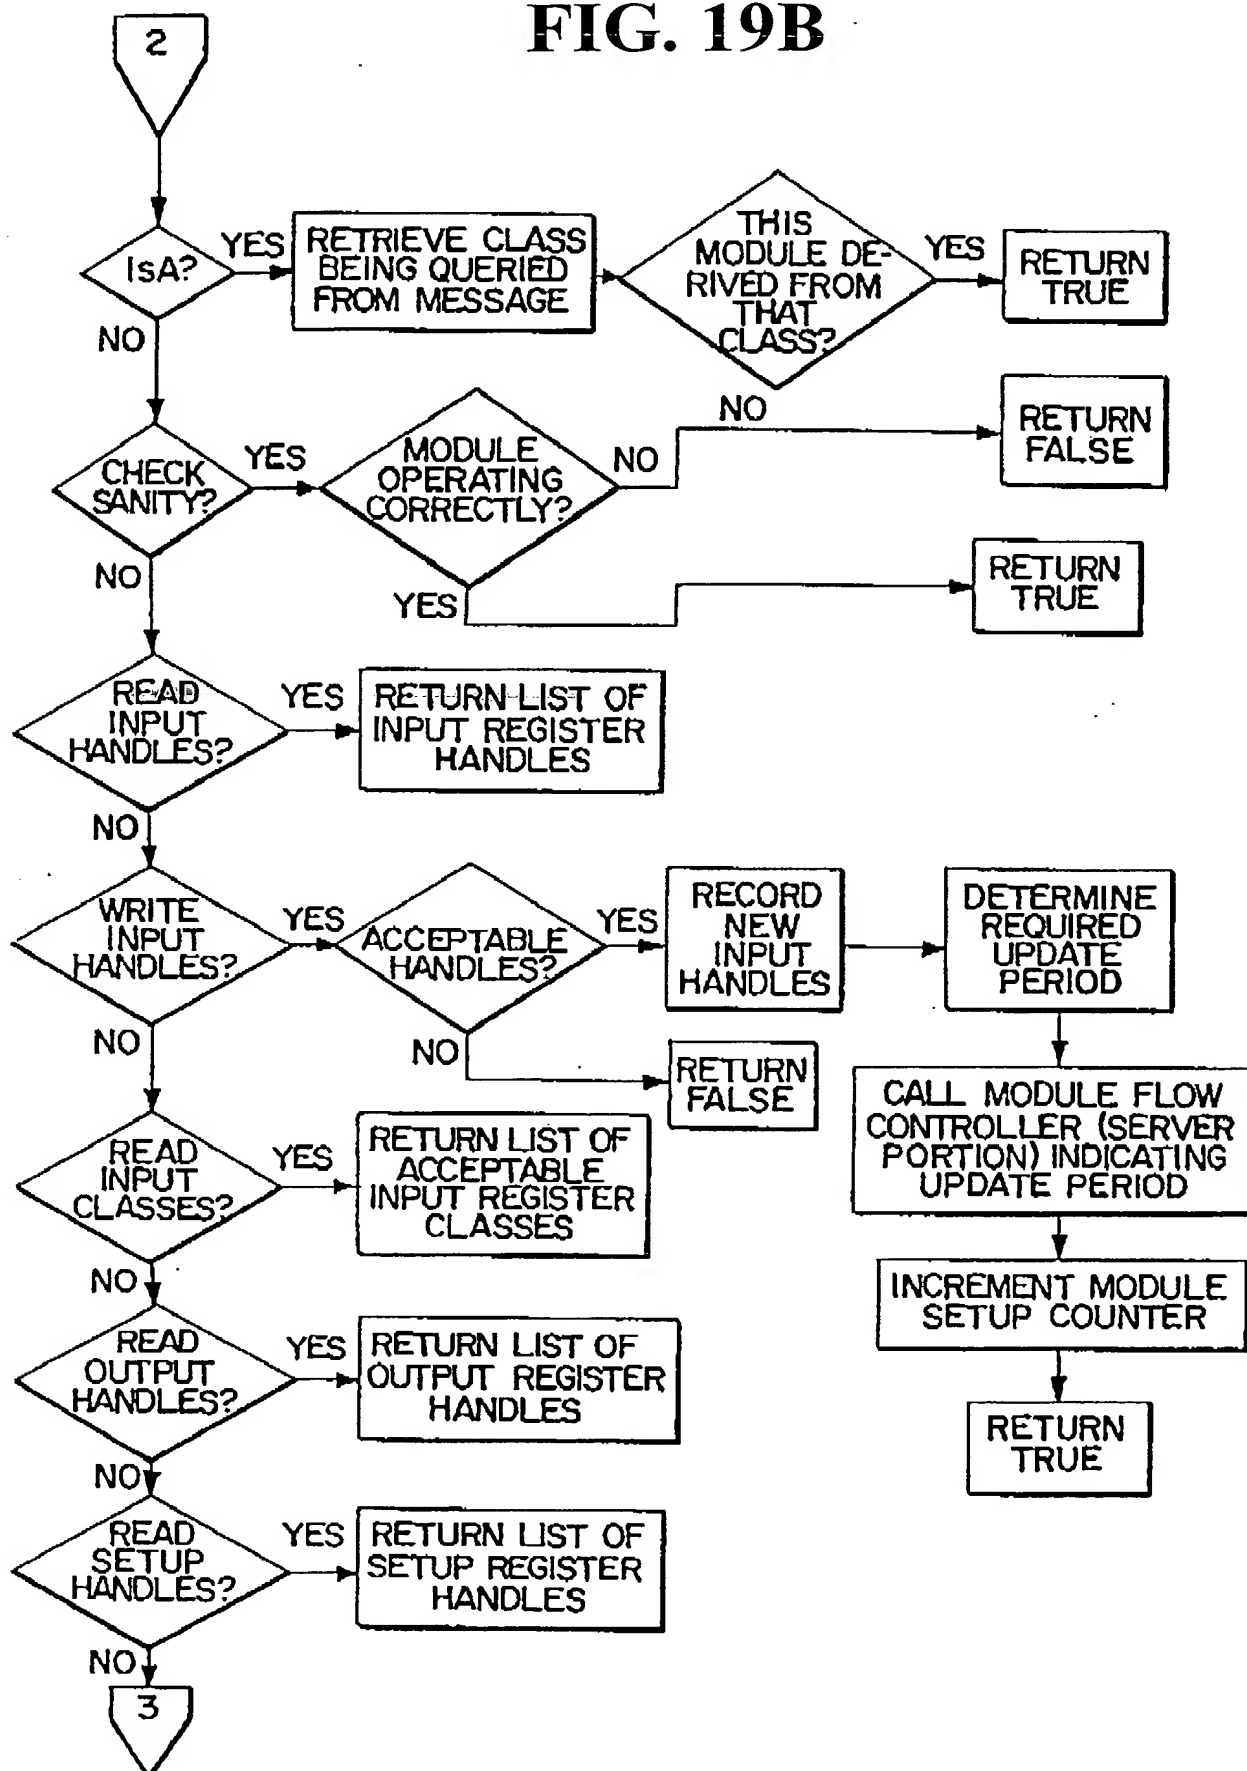 FIG. 19B
2
IsA?
YES
RETRIEVE CLASS
BEING QUERIED
FROM MESSAGE
THIS
MODULE DE-
RIVED FROM
THAT
CLASS?
YES
RETURN
TRUE
NO
NO
RETURN
FALSE
CHECK
SANITY?
YES
MODULE
OPERATING
CORRECTLY?
NO
YES
RETURN
TRUE
NO
READ
INPUT
HANDLES?
YES
RETURN LIST OF
INPUT REGISTER
HANDLES
NO
WRITE
INPUT
HANDLES?
YES
ACCEPTABLE
HANDLES?
YES
RECORD
NEW
INPUT
HANDLES
DETERMINE
REQUIRED
UPDATE
PERIOD
NO
RETURN
FALSE
CALL MODULE FLOW
CONTROLLER (SERVER
PORTION) INDICATING
UPDATE PERIOD
INCREMENT MODULE
SETUP COUNTER
RETURN
TRUE
NO
READ
INPUT
CLASSES?
YES
RETURN LIST OF
ACCEPTABLE
INPUT REGISTER
CLASSES
NO
READ
OUTPUT
HANDLES?
YES
RETURN LIST OF
OUTPUT REGISTER
HANDLES
NO
READ
SETUP
HANDLES?
YES
RETURN LIST OF
SETUP REGISTER
HANDLES
NO
3